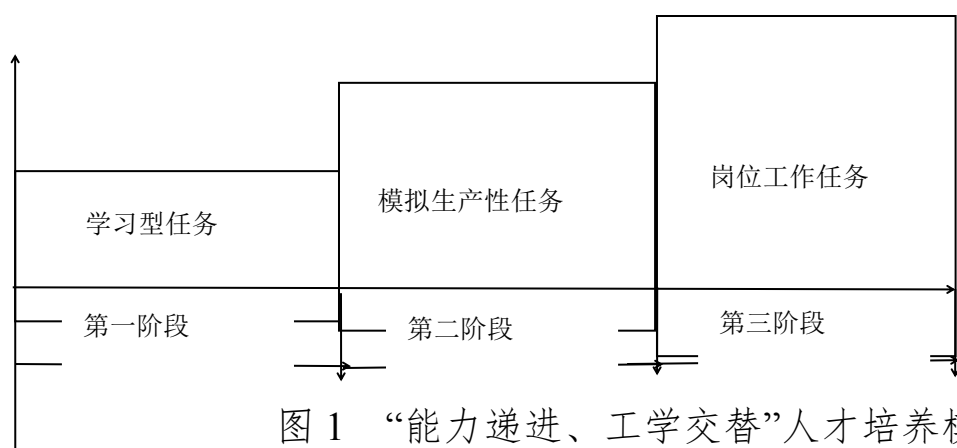 岗位工作任务
模拟生产性任务
学习型任务
第一阶段
第二阶段
第三阶段
图 1 “能力递进、工学交替”人才培养